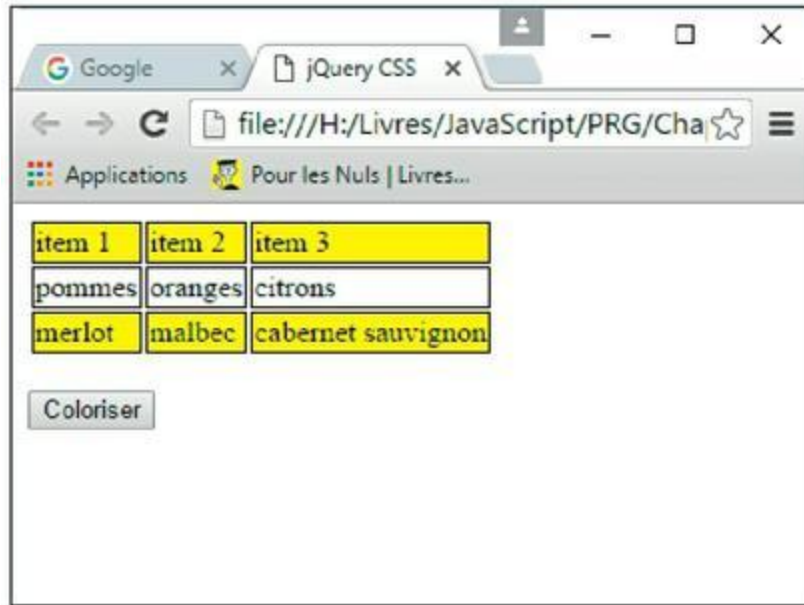 Google × jQuery CSS ×
file:///H:/Livres/JavaScript/PRG/Cha
Applications Pour les Nuls | Livres...
item 1 item 2 item 3
pommes oranges citrons
merlot malbec cabernet sauvignon
Coloriser